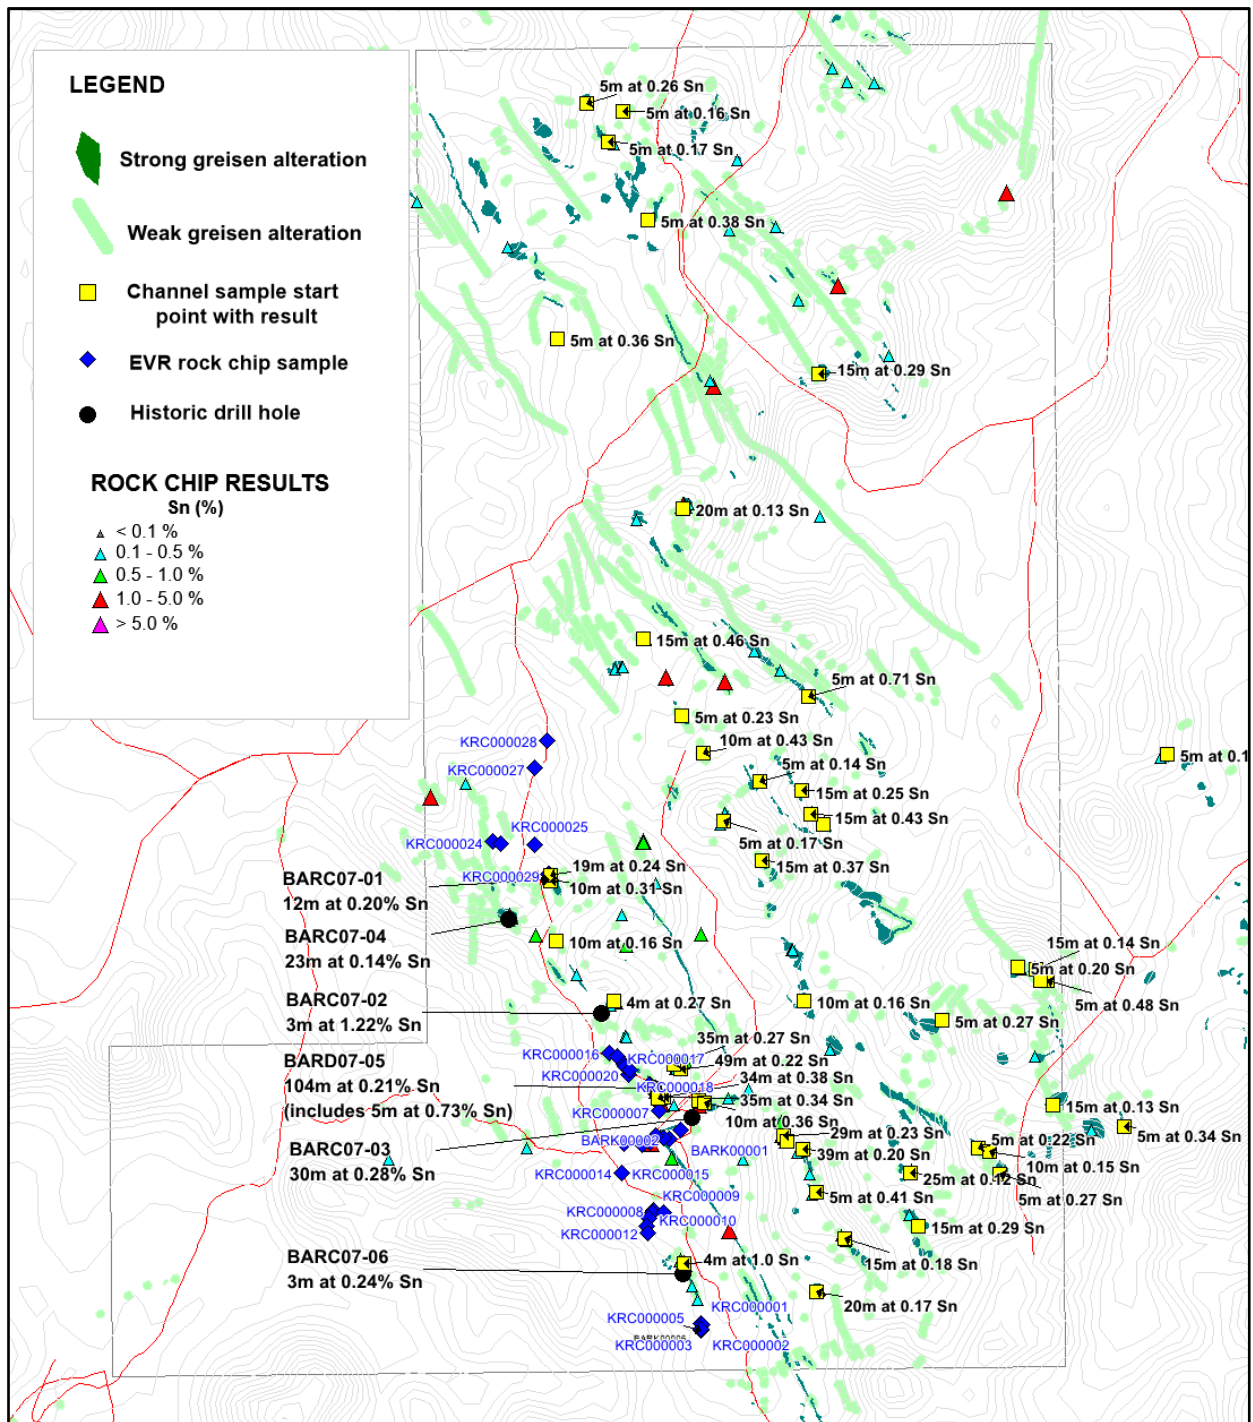 LEGEND
Strong greisen alteration
Weak greisen alteration
Channel sample start
point with result
EVR rock chip sample
Historic drill hole
ROCK CHIP RESULTS
Sn (%)
< 0.1 %
0.1 - 0.5 %
0.5 - 1.0 %
1.0 - 5.0 %
> 5.0 %
5m at 0.26 Sn
5m at 0.16 Sn
5m at 0.17 Sn
5m at 0.38 Sn
5m at 0.36 Sn
15m at 0.29 Sn
20m at 0.13 Sn
15m at 0.46 Sn
5m at 0.71 Sn
5m at 0.23 Sn
10m at 0.43 Sn
KRC000028
5m at 0.1
KRC000027
5m at 0.14 Sn
15m at 0.25 Sn
15m at 0.43 Sn
KRC000025
KRC000024
5m at 0.17 Sn
15m at 0.37 Sn
19m at 0.24 Sn
KRC000029
10m at 0.31 Sn
BARC07-01
12m at 0.20% Sn
BARC07-04
23m at 0.14% Sn
10m at 0.16 Sn
15m at 0.14 Sn
5m at 0.20 Sn
5m at 0.48 Sn
BARC07-02
3m at 1.22% Sn
4m at 0.27 Sn
10m at 0.16 Sn
5m at 0.27 Sn
35m at 0.27 Sn
KRC000016
KRC000017
49m at 0.22 Sn
BARD07-05
104m at 0.21% Sn
(includes 5m at 0.73% Sn)
KRC000020
34m at 0.38 Sn
KRC000018
35m at 0.34 Sn
KRC000007
10m at 0.36 Sn
15m at 0.13 Sn
5m at 0.34 Sn
29m at 0.23 Sn
BARK00002
BARK00001
39m at 0.20 Sn
5m at 0.22 Sn
10m at 0.15 Sn
BARC07-03
30m at 0.28% Sn
KRC000014
KRC000015
25m at 0.12 Sn
5m at 0.27 Sn
5m at 0.41 Sn
KRC000009
KRC000008
KRC000010
KRC000012
15m at 0.29 Sn
15m at 0.18 Sn
BARC07-06
3m at 0.24% Sn
4m at 1.0 Sn
20m at 0.17 Sn
KRC000001
KRC000005
KRC000003
KRC000002